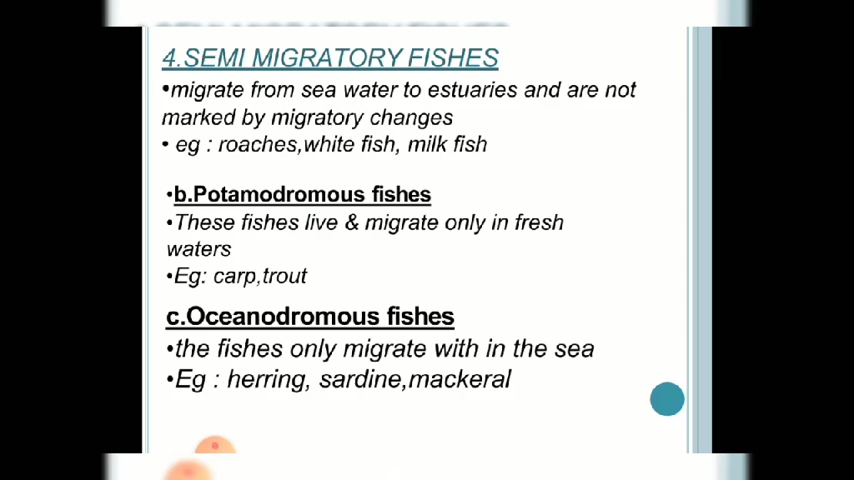 4.SEMI MIGRATORY FISHES
•migrate from sea water to estuaries and are not
marked by migratory changes
• eg : roaches,white fish, milk fish
•b.Potamodromous fishes
•These fishes live & migrate only in fresh
waters
•Eg: carp,trout
c.Oceanodromous fishes
•the fishes only migrate with in the sea
•Eg : herring, sardine,mackeral